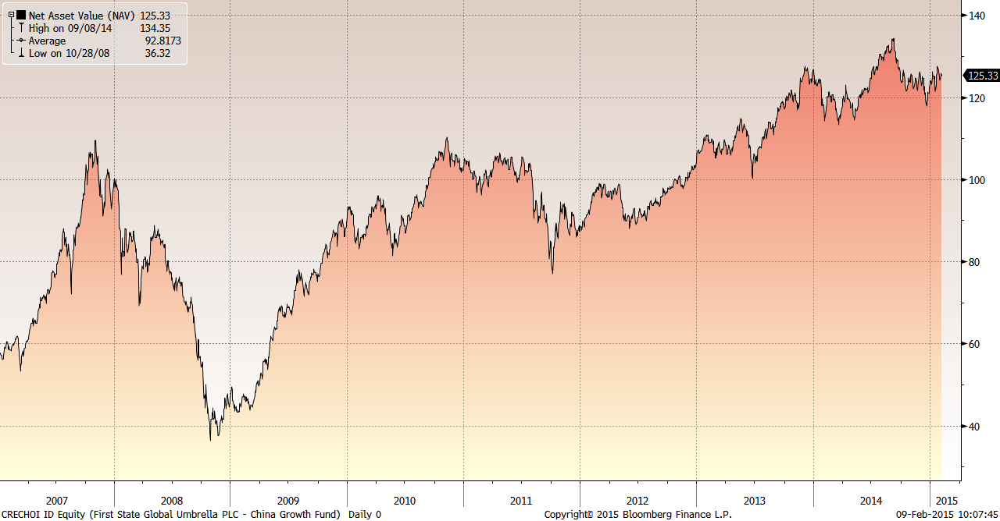 Net Asset Value (NAV) 125.33
High on 09/08/14 134.35
Average 92.8173
Low on 10/28/08 36.32
140
125.33
120
100
80
60
40
2007 2008 2009 2010 2011 2012 2013 2014 2015
CRECHOI ID Equity (First State Global Umbrella PLC - China Growth Fund) Daily 0 Copyright© 2015 Bloomberg Finance L.P. 09-Feb-2015 10:07:45